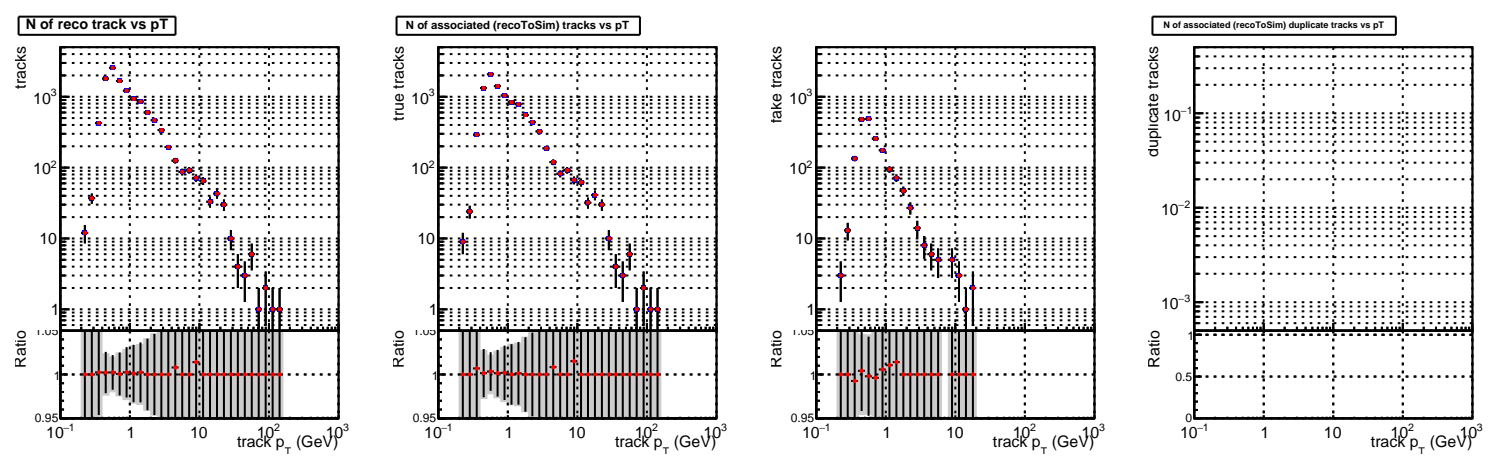 N of reco track vs pT
tracks
10³
10²
10
1
1.05
Ratio
1
0.95
10⁻¹ 1 10 10² 10³
track p_T (GeV)
N of associated (recoToSim) tracks vs pT
true tracks
10³
10²
10
1
1.05
Ratio
1
0.95
10⁻¹ 1 10 10² 10³
track p_T (GeV)
fake tracks
10³
10²
10
1
1.05
Ratio
1
0.95
10⁻¹ 1 10 10² 10³
track p_T (GeV)
N of associated (recoToSim) duplicate tracks vs pT
duplicate tracks
10⁻¹
10⁻²
10⁻³
Ratio
1
0.5
0
10⁻¹ 1 10 10² 10³
track p_T (GeV)